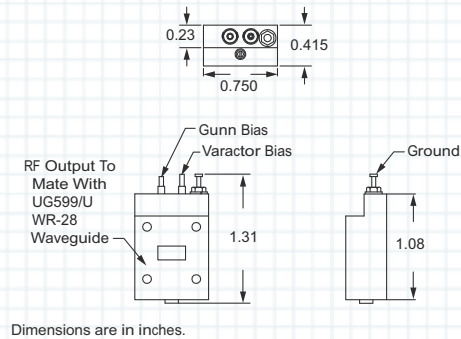 0.23
0.415
0.750
Gunn Bias
Varactor Bias
Ground
RF Output To
Mate With
UG599/U
WR-28
Waveguide
1.31
1.08
Dimensions are in inches.